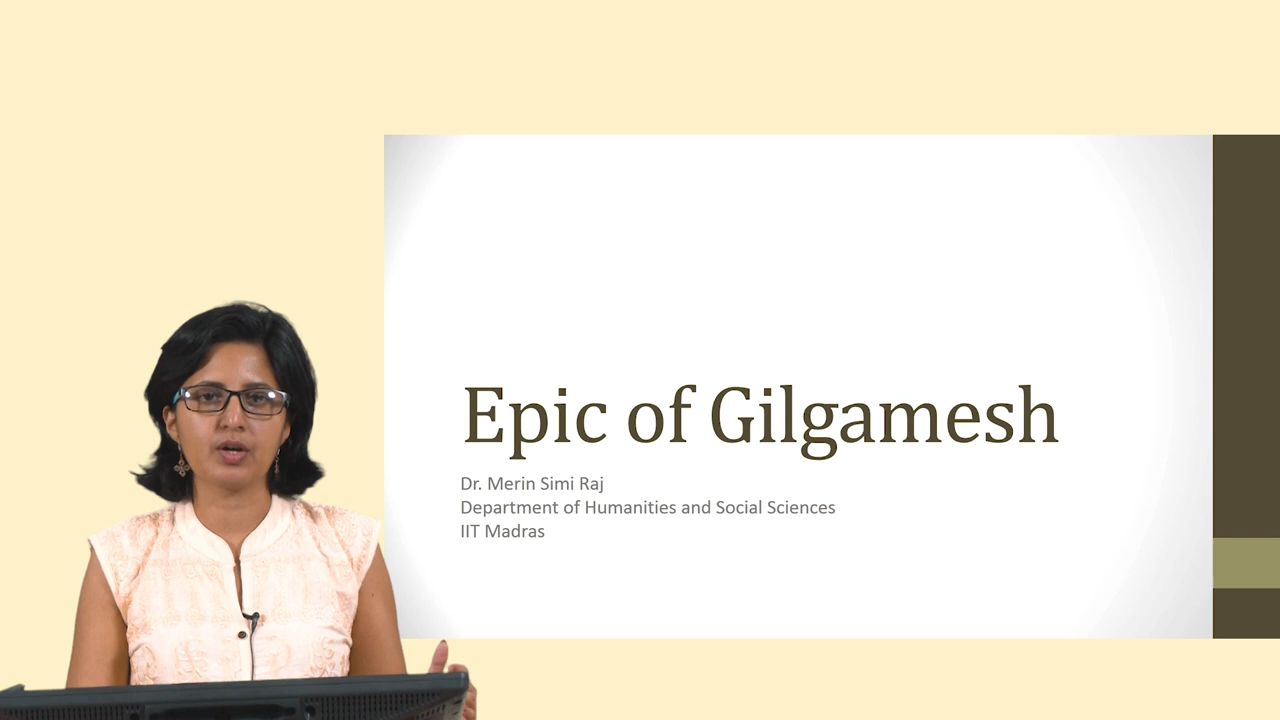 Epic of Gilgamesh
Dr. Merin Simi Raj
Department of Humanities and Social Sciences
IIT Madras